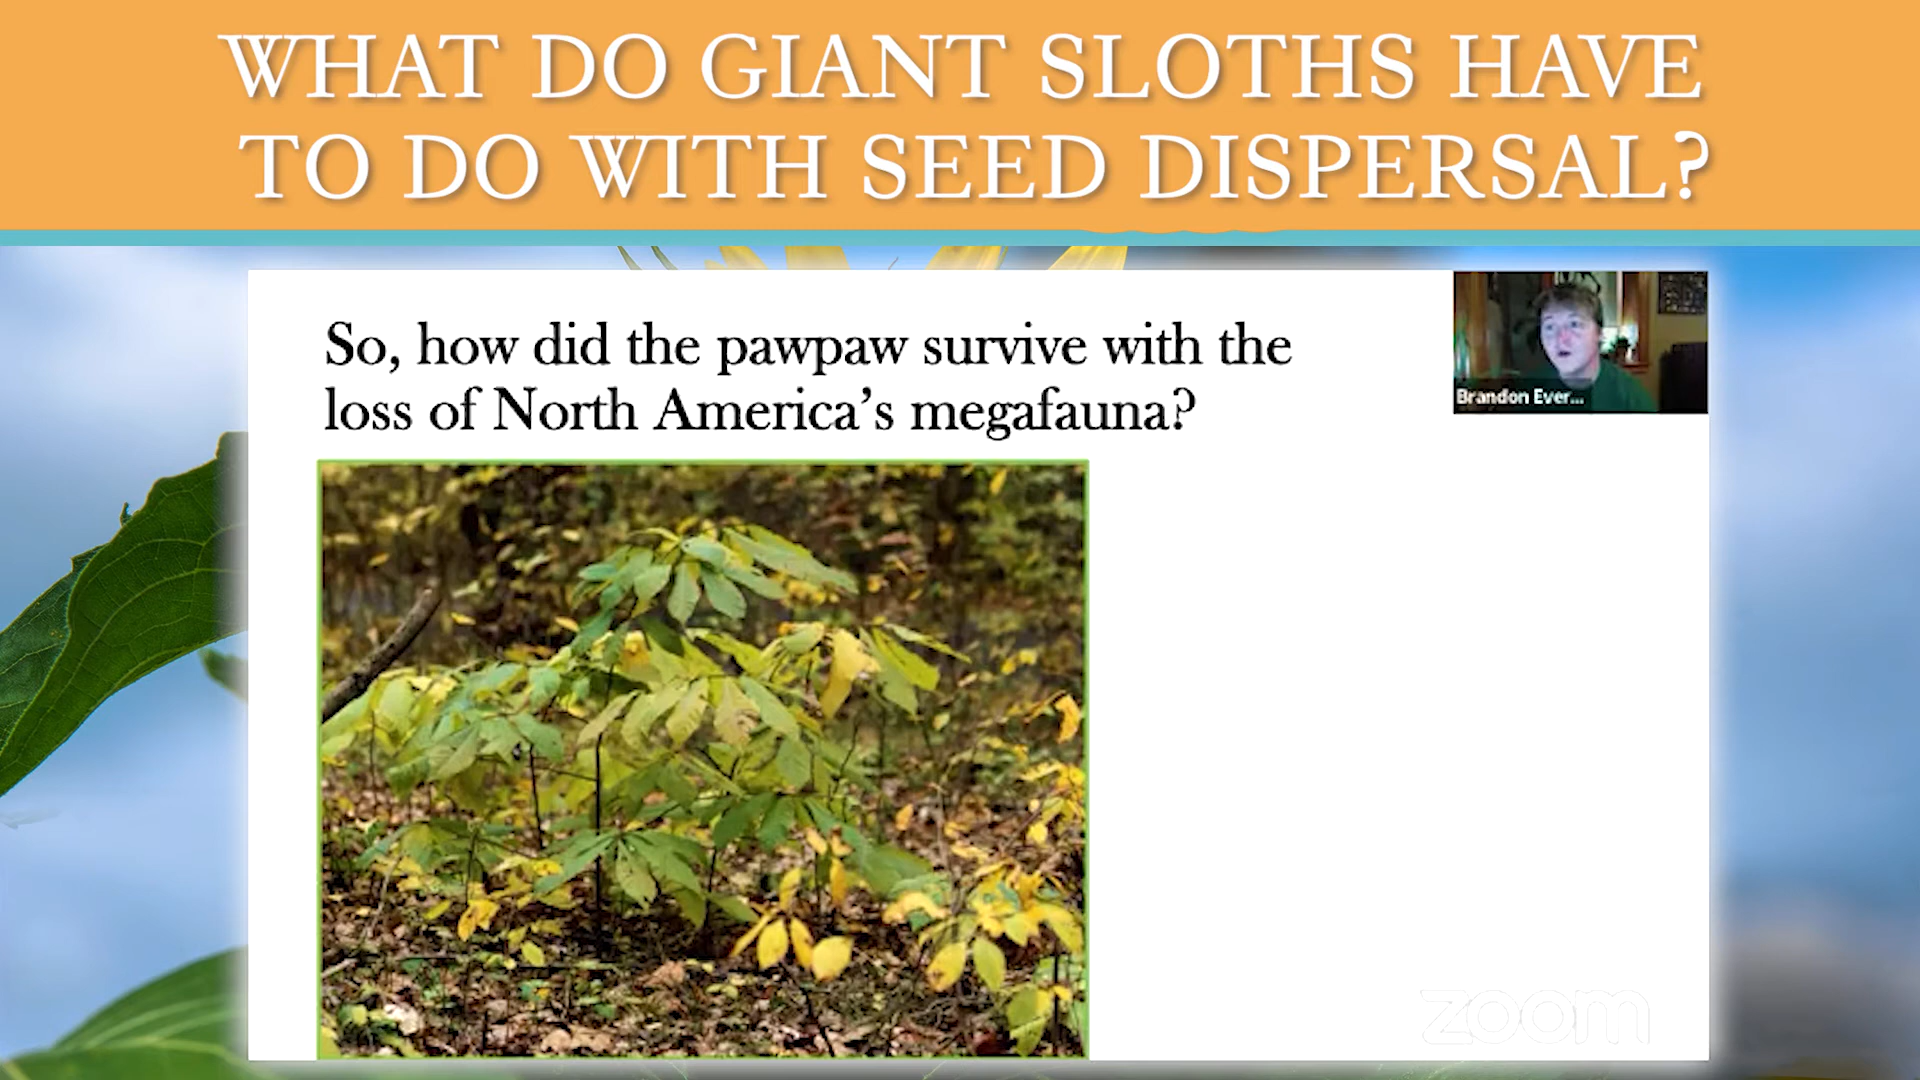 WHAT DO GIANT SLOTHS HAVE
TO DO WITH SEED DISPERSAL?
So, how did the pawpaw survive with the
loss of North America's megafauna?
Brandon Ever...
zoom